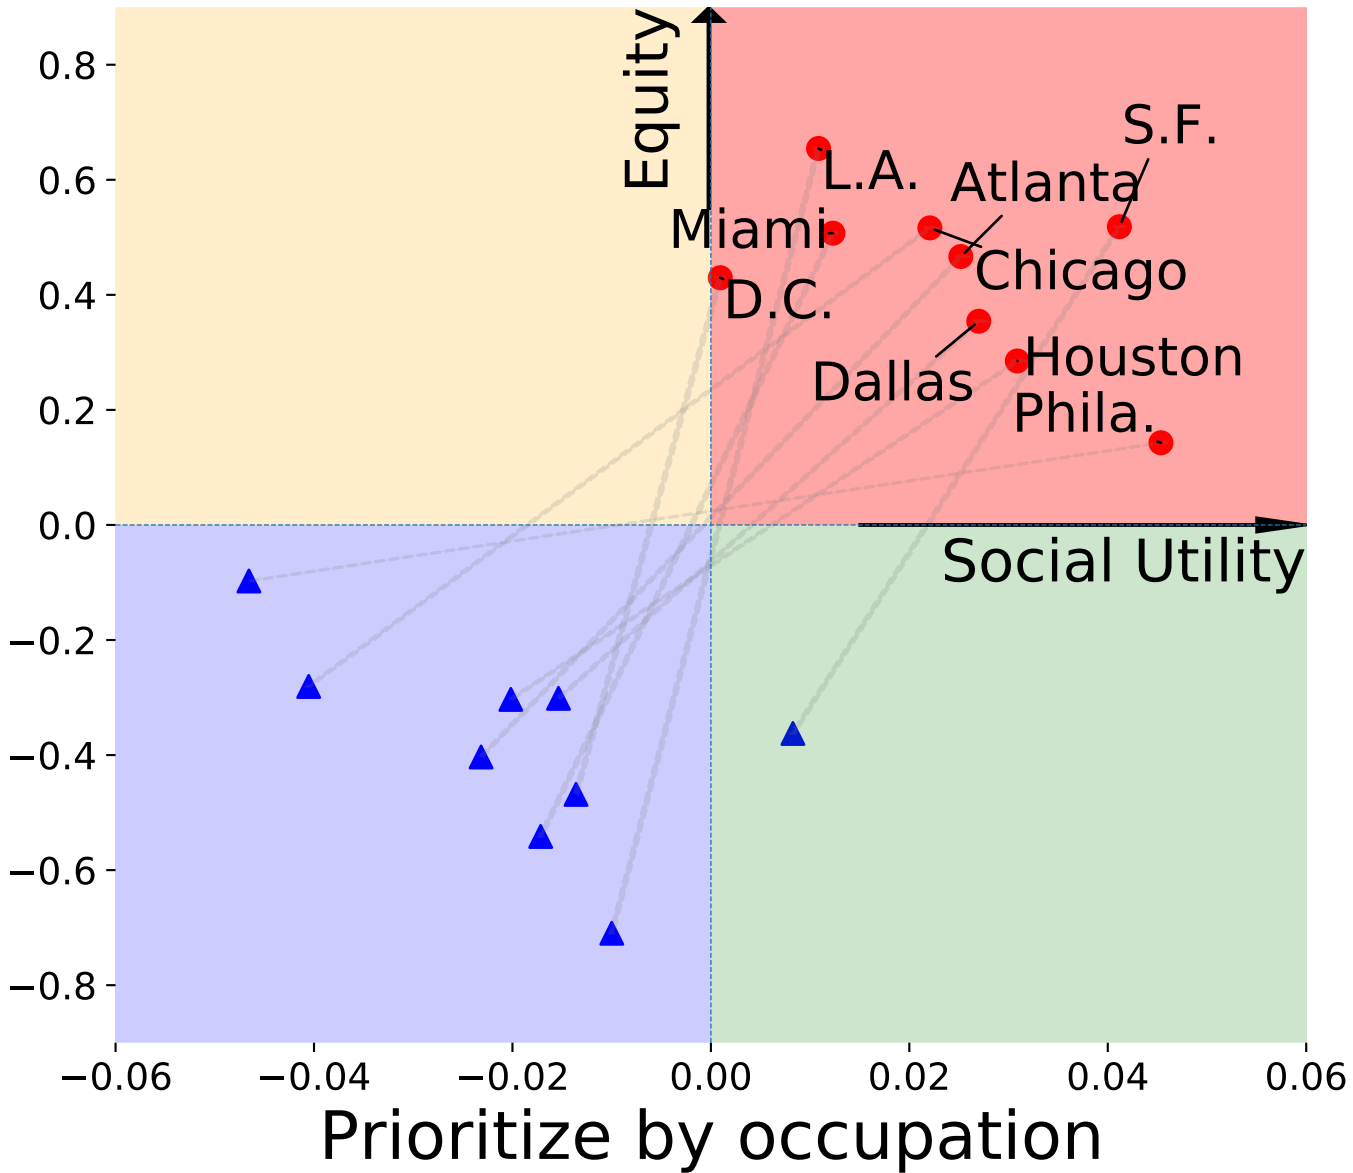 Equity
0.8
0.6
0.4
0.2
0.0
−0.2
−0.4
−0.6
−0.8
S.F.
L.A.
Atlanta
Miami
Chicago
D.C.
Houston
Dallas
Phila.
Social Utility
−0.06 −0.04 −0.02 0.00 0.02 0.04 0.06
Prioritize by occupation